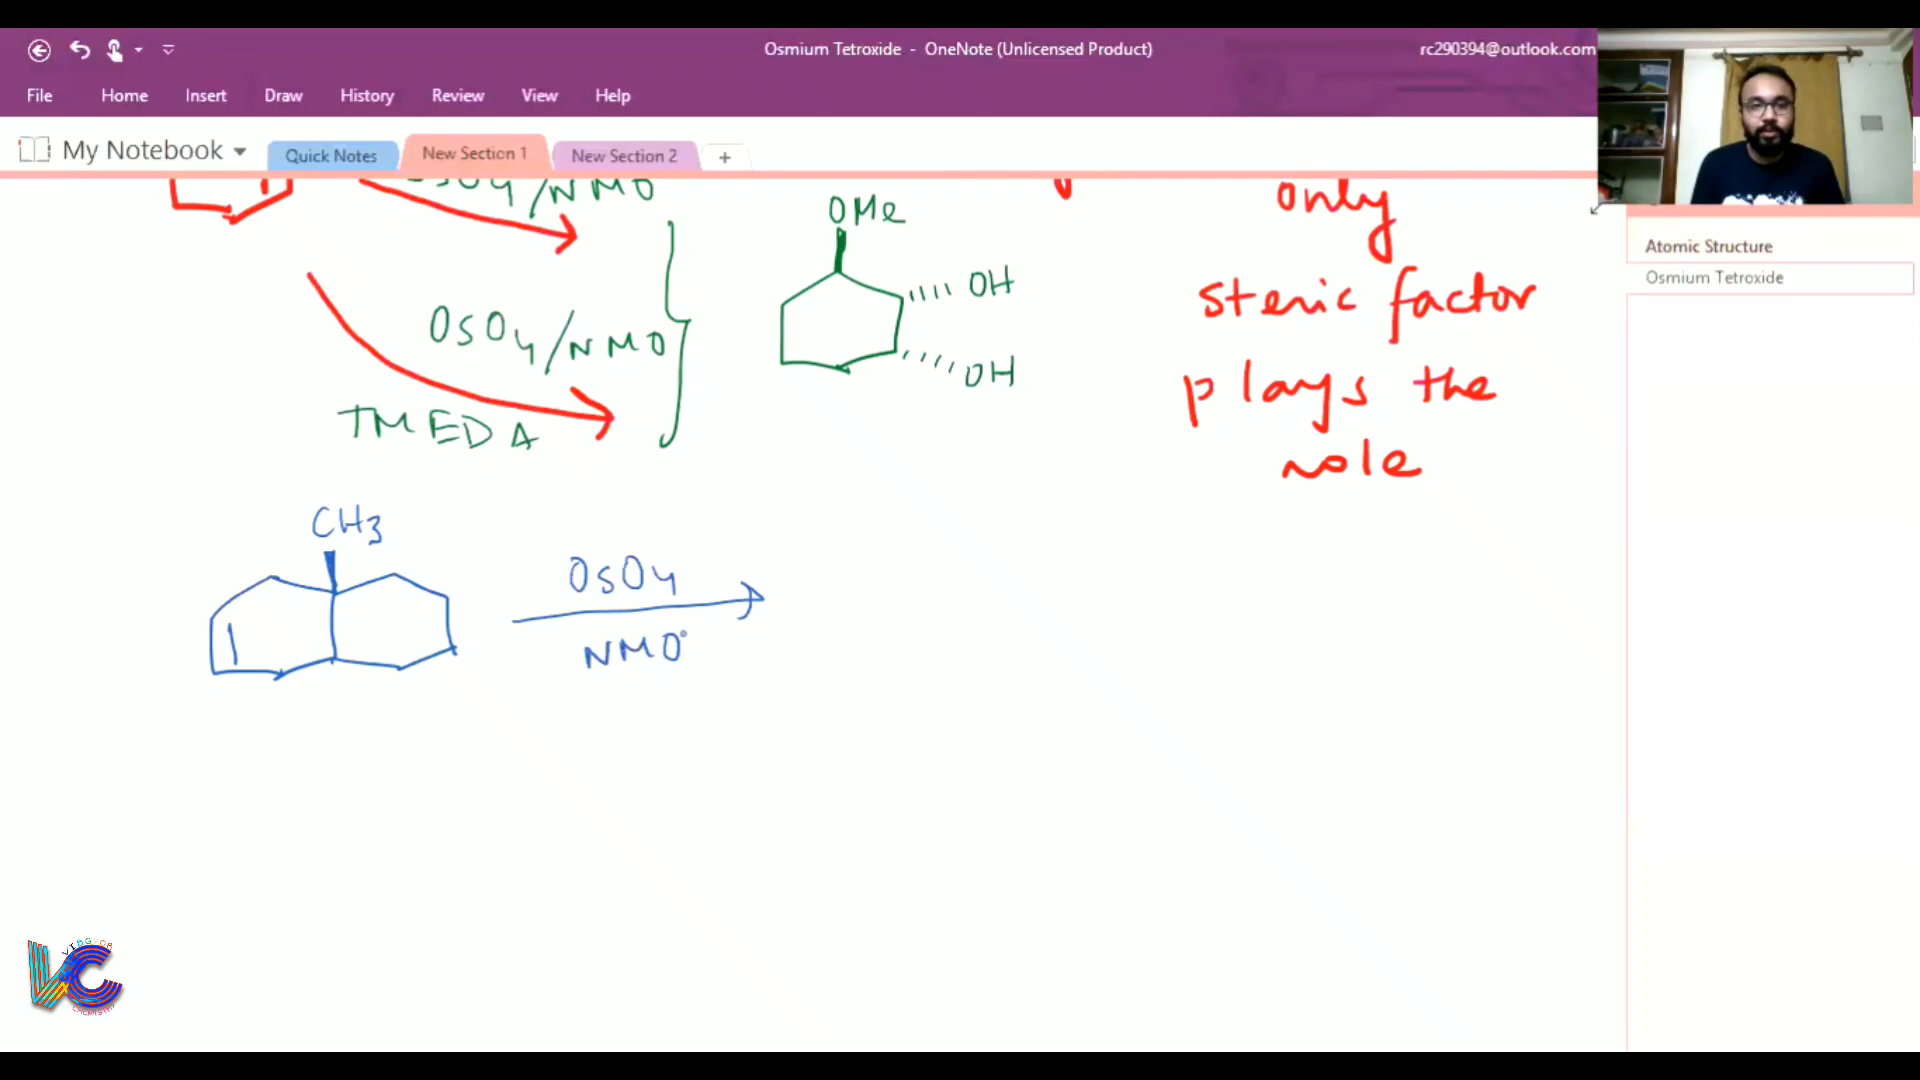 Osmium Tetroxide - OneNote (Unlicensed Product)
rc290394@outlook.com
File Home Insert Draw History Review View Help
My Notebook
Quick Notes
New Section 1
New Section 2
+
Atomic Structure
Osmium Tetroxide
OsO4/NMO
OsO4/NMO
TMEDA
OMe
OH
OH
only
steric factor
plays the
role
CH3
OsO4
NMO